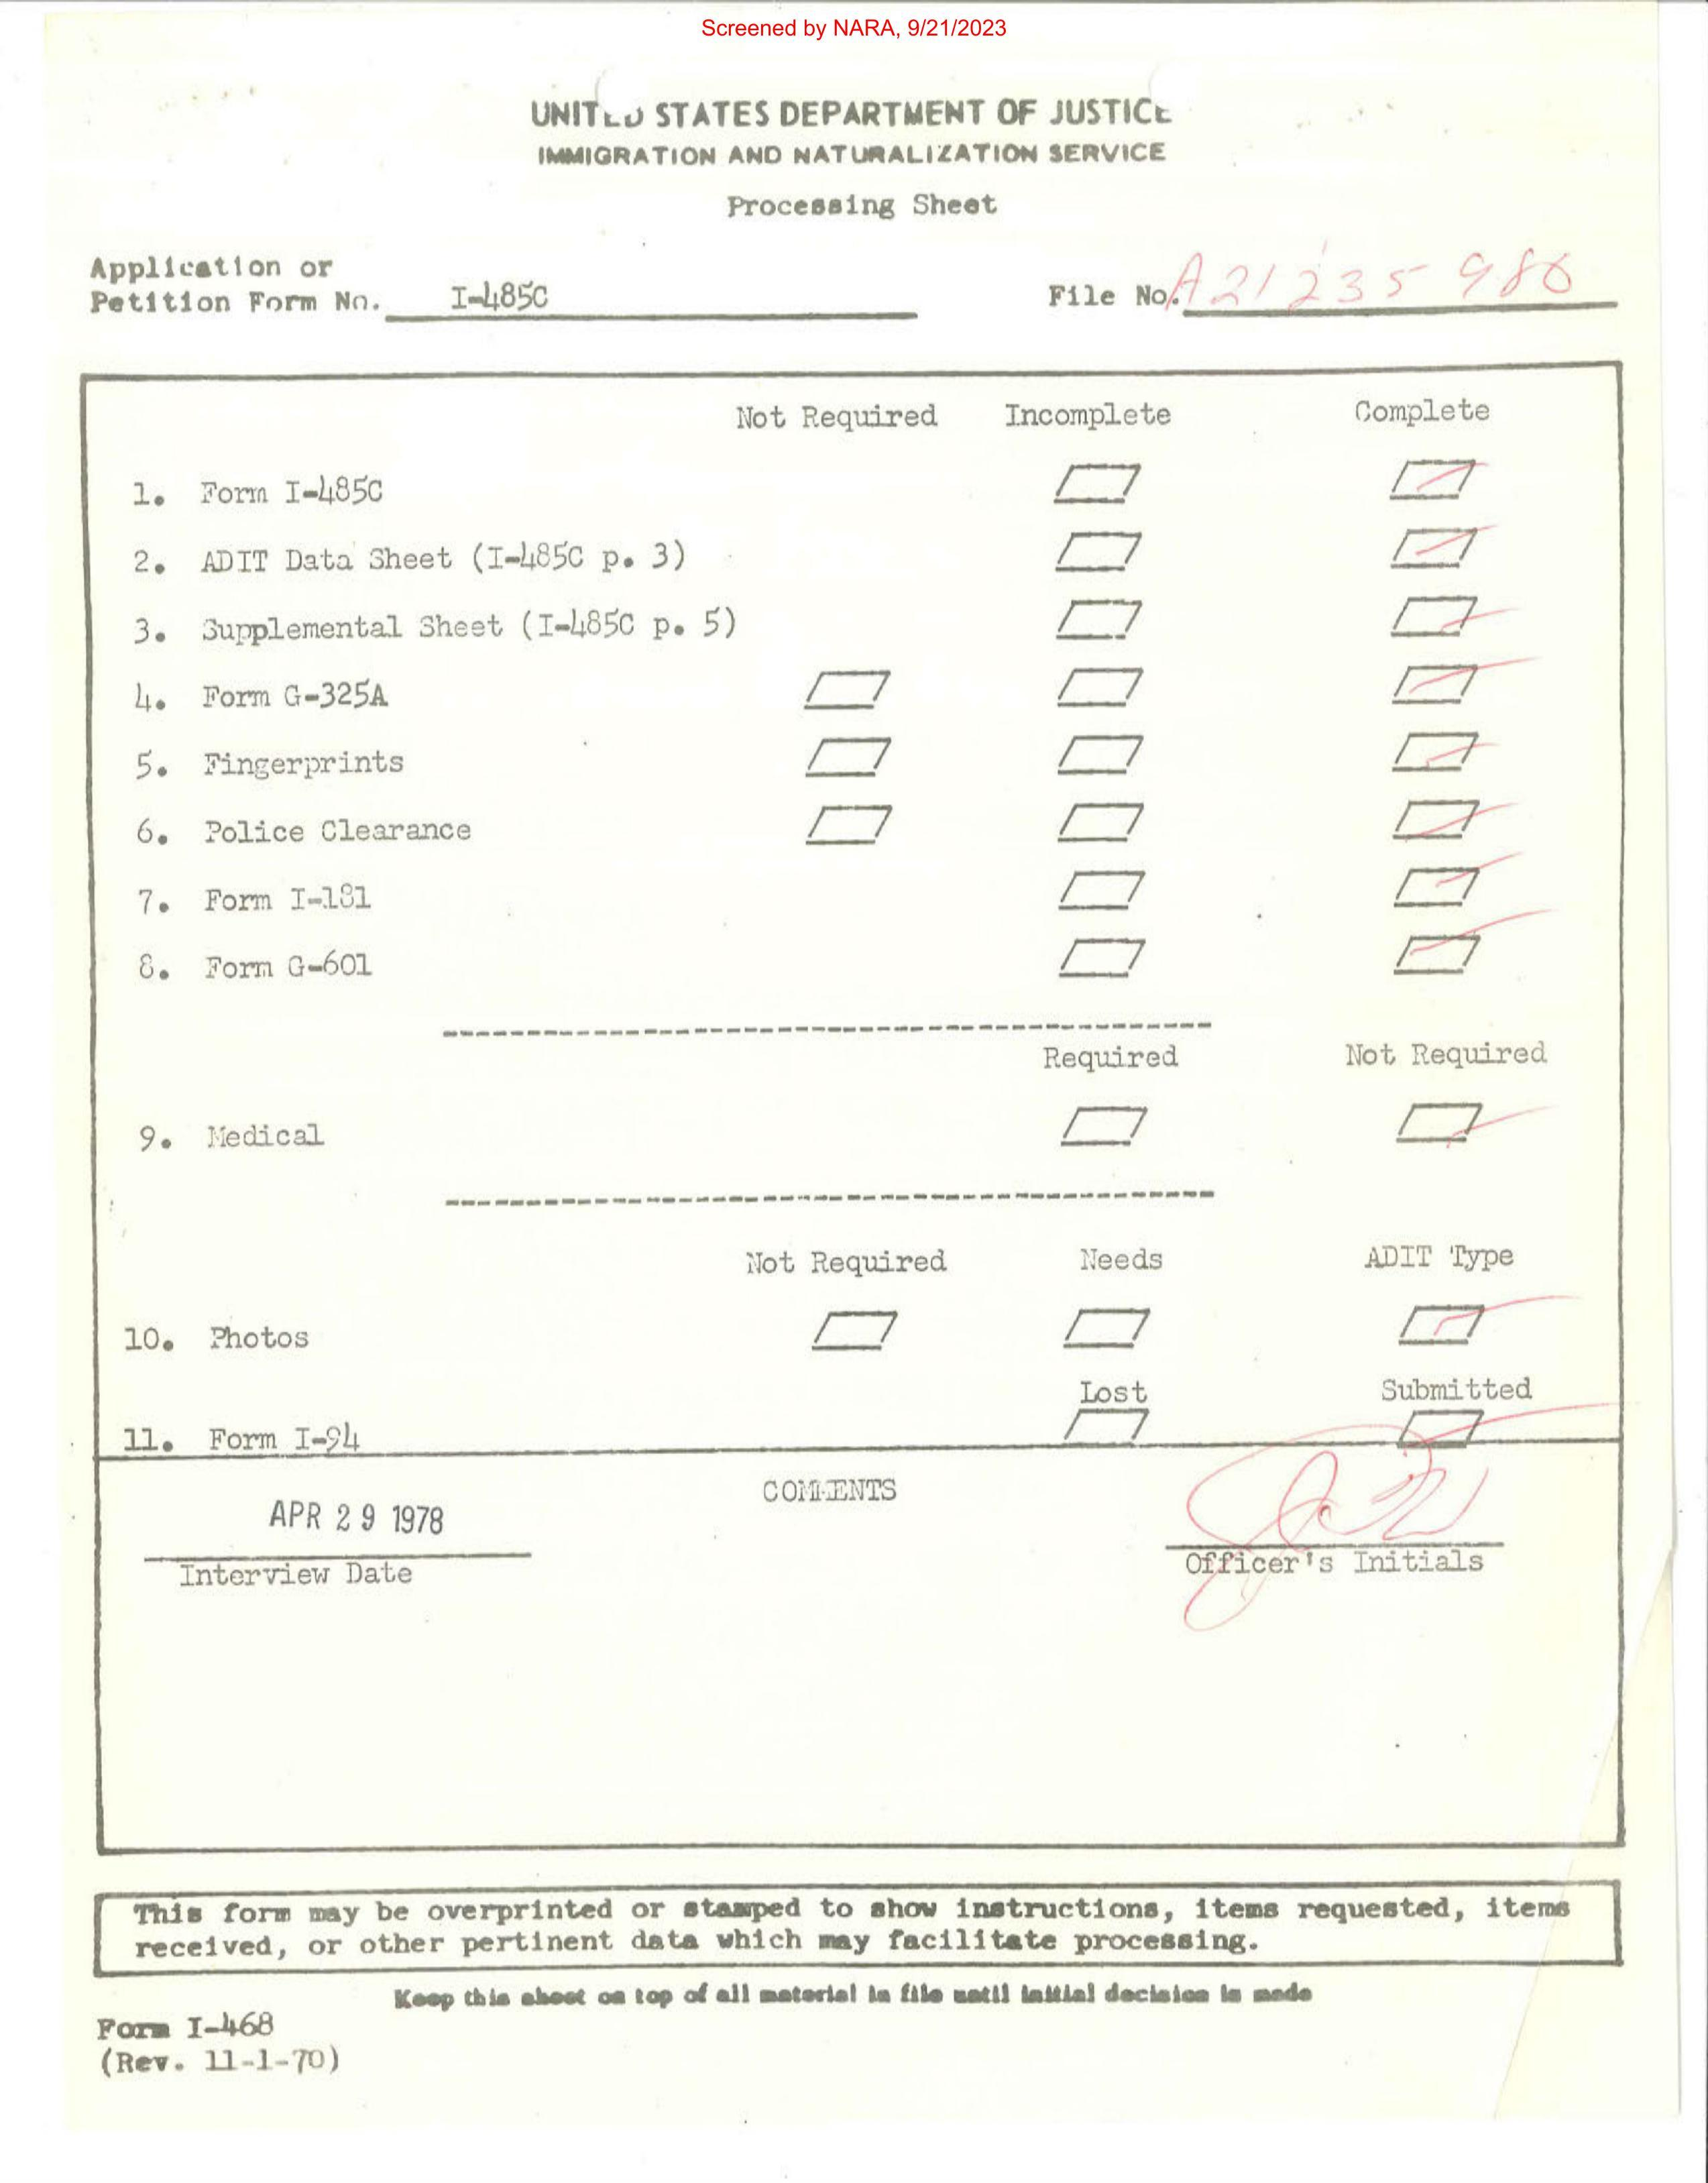 Screened by NARA, 9/21/2023
UNITED STATES DEPARTMENT OF JUSTICE
IMMIGRATION AND NATURALIZATION SERVICE
Processing Sheet
Application or
Petition Form No. I-485C File No. A21 235 980
Not Required Incomplete Complete
1. Form I-485C
2. ADIT Data Sheet (I-485C p. 3)
3. Supplemental Sheet (I-485C p. 5)
4. Form G-325A
5. Fingerprints
6. Police Clearance
7. Form I-181
8. Form G-601
Required Not Required
9. Medical
Not Required Needs ADIT Type
10. Photos
Lost Submitted
11. Form I-94
COMMENTS
APR 29 1978
Interview Date Officer's Initials
This form may be overprinted or stamped to show instructions, items requested, items
received, or other pertinent data which may facilitate processing.
Keep this sheet on top of all material in file until initial decision is made
Form I-468
(Rev. 11-1-70)